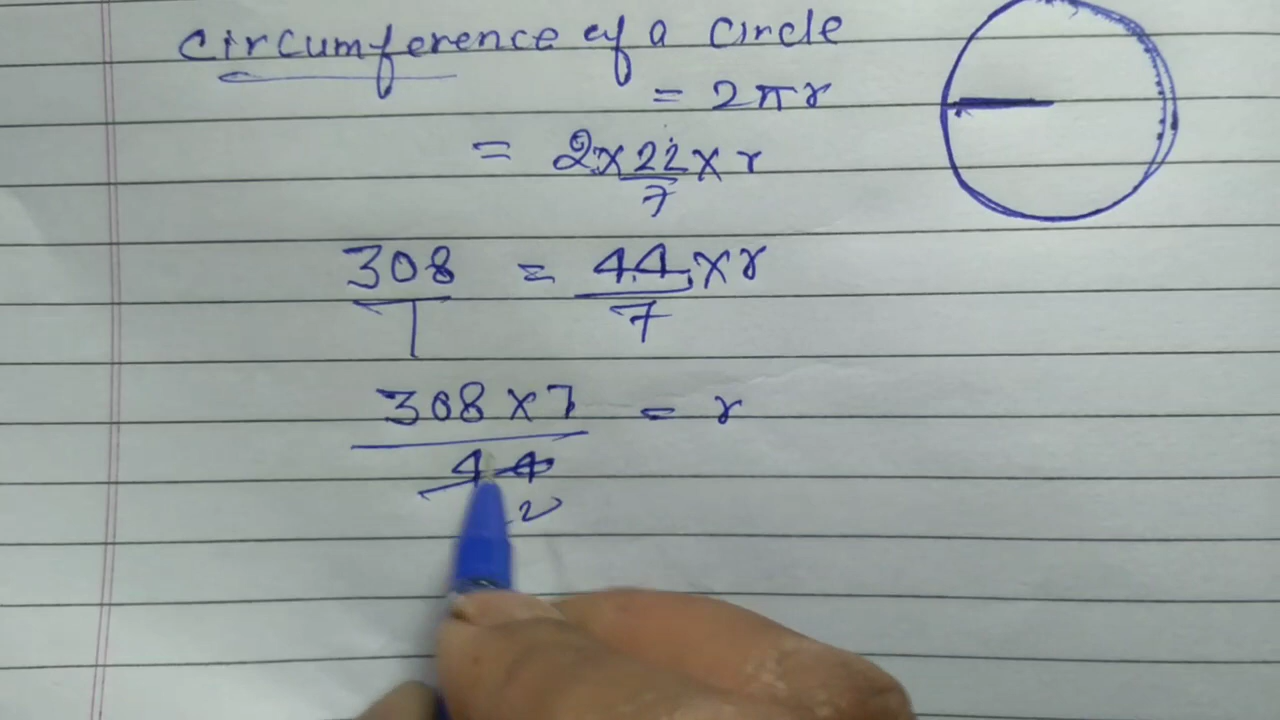 circumference of a circle
= 2πr
= 2 × 22/7 × r
308/1 = 44/7 × r
308 × 7/44 = r
2